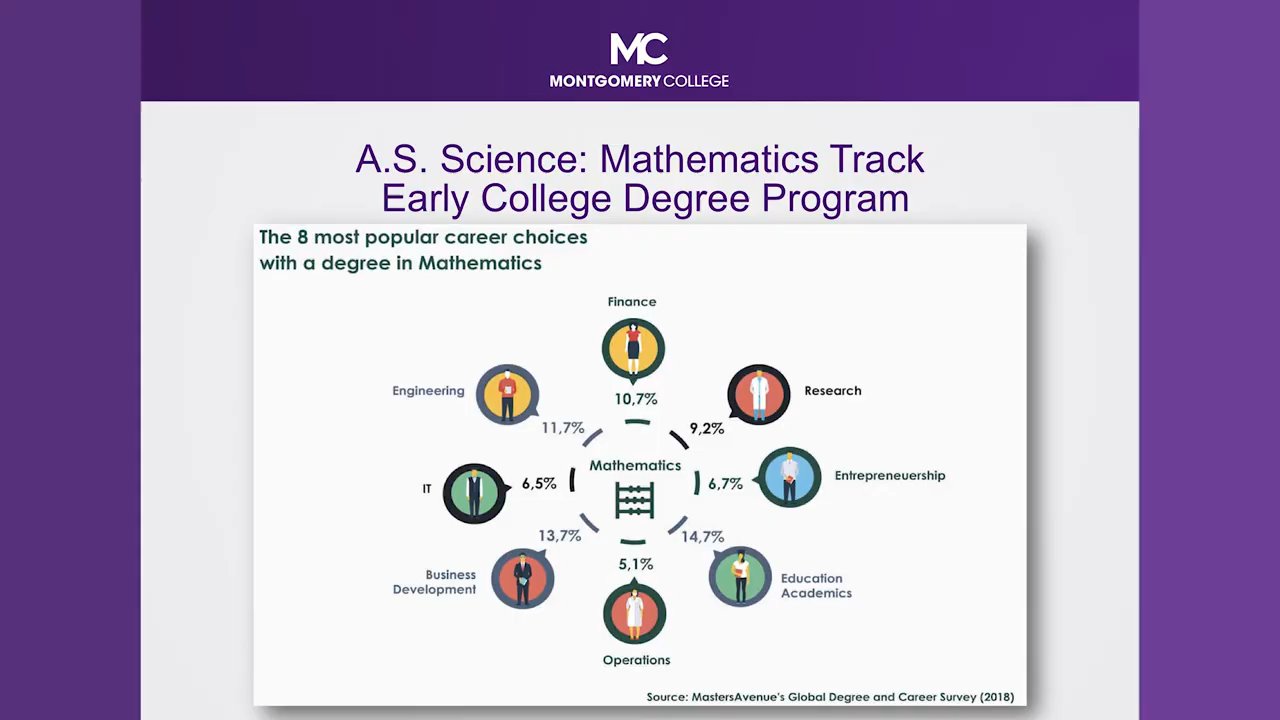 MC
MONTGOMERY COLLEGE
A.S. Science: Mathematics Track
Early College Degree Program
The 8 most popular career choices
with a degree in Mathematics
Finance
10,7%
Engineering
11,7%
Research
9,2%
Mathematics
IT
6,5%
6,7%
Entrepreneuership
13,7%
Business
Development
14,7%
Education
Academics
5,1%
Operations
Source: MastersAvenue's Global Degree and Career Survey (2018)